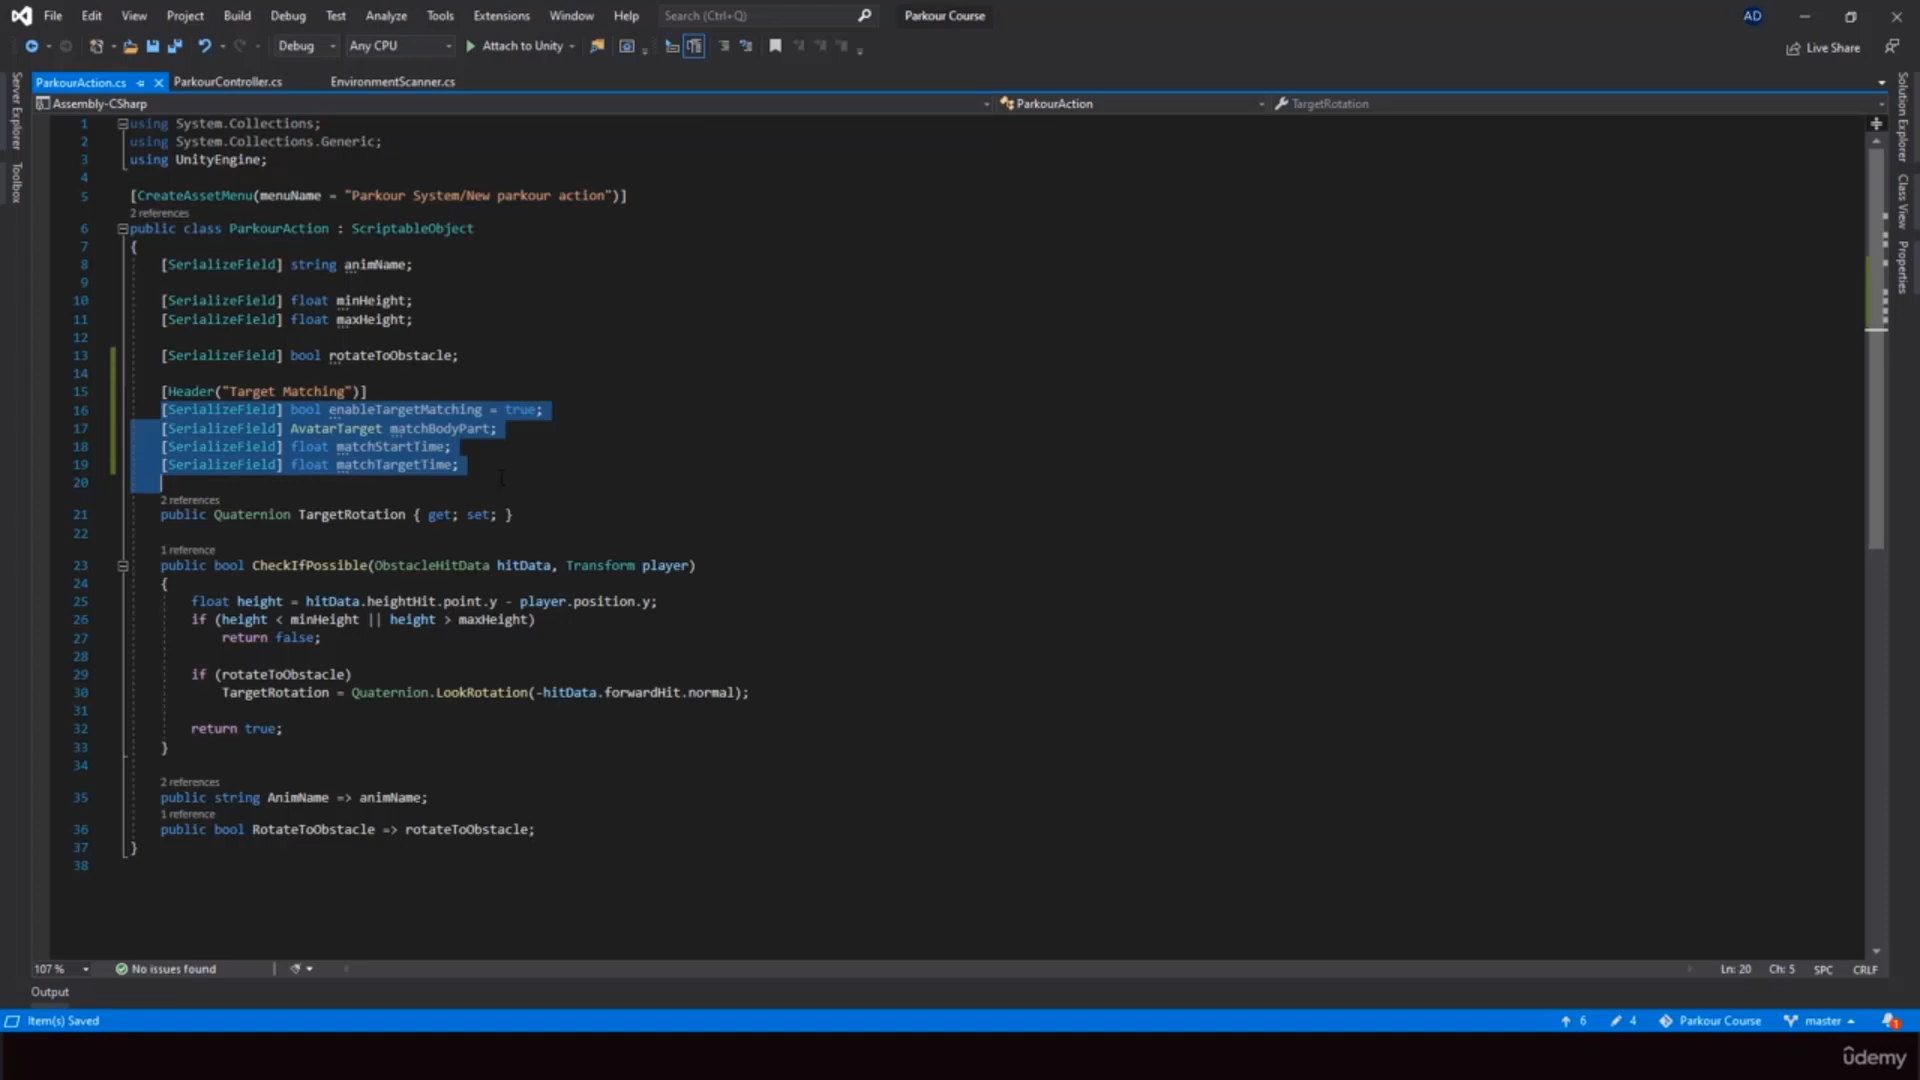 File Edit View Project Build Debug Test Analyze Tools Extensions Window Help Search (Ctrl+Q) Parkour Course AD
Debug Any CPU Attach to Unity Live Share
ParkourAction.cs ParkourController.cs EnvironmentScanner.cs
Assembly-CSharp ParkourAction TargetRotation
Server Explorer
Toolbox
Solution Explorer
Class View
Properties
1 using System.Collections;
2 using System.Collections.Generic;
3 using UnityEngine;
4
5 [CreateAssetMenu(menuName = "Parkour System/New parkour action")]
2 references
6 public class ParkourAction : ScriptableObject
7 {
8 [SerializeField] string animName;
9
10 [SerializeField] float minHeight;
11 [SerializeField] float maxHeight;
12
13 [SerializeField] bool rotateToObstacle;
14
15 [Header("Target Matching")]
16 [SerializeField] bool enableTargetMatching = true;
17 [SerializeField] AvatarTarget matchBodyPart;
18 [SerializeField] float matchStartTime;
19 [SerializeField] float matchTargetTime;
20
2 references
21 public Quaternion TargetRotation { get; set; }
22
1 reference
23 public bool CheckIfPossible(ObstacleHitData hitData, Transform player)
24 {
25 float height = hitData.heightHit.point.y - player.position.y;
26 if (height < minHeight || height > maxHeight)
27 return false;
28
29 if (rotateToObstacle)
30 TargetRotation = Quaternion.LookRotation(-hitData.forwardHit.normal);
31
32 return true;
33 }
34
2 references
35 public string AnimName => animName;
1 reference
36 public bool RotateToObstacle => rotateToObstacle;
37 }
38
107 % No issues found Ln: 20 Ch: 5 SPC CRLF
Output
Item(s) Saved 6 4 Parkour Course master 1
ûdemy